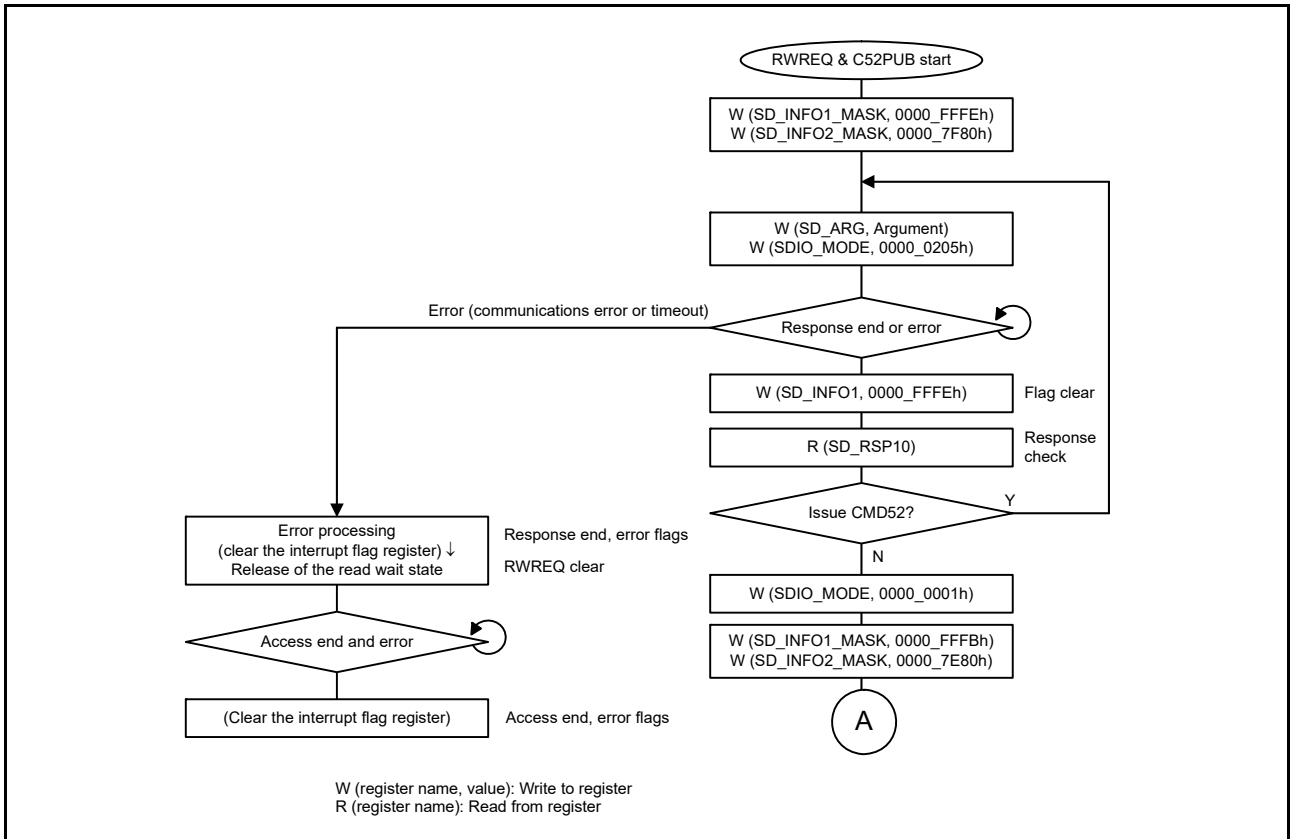 RWREQ & C52PUB start
W (SD_INFO1_MASK, 0000_FFFEh)
W (SD_INFO2_MASK, 0000_7F80h)
W (SD_ARG, Argument)
W (SDIO_MODE, 0000_0205h)
Error (communications error or timeout)
Response end or error
W (SD_INFO1, 0000_FFFEh)
Flag clear
R (SD_RSP10)
Response
check
Issue CMD52?
Y
N
Error processing
(clear the interrupt flag register) ↓
Release of the read wait state
Response end, error flags
RWREQ clear
W (SDIO_MODE, 0000_0001h)
Access end and error
W (SD_INFO1_MASK, 0000_FFFBh)
W (SD_INFO2_MASK, 0000_7E80h)
(Clear the interrupt flag register)
Access end, error flags
A
W (register name, value): Write to register
R (register name): Read from register